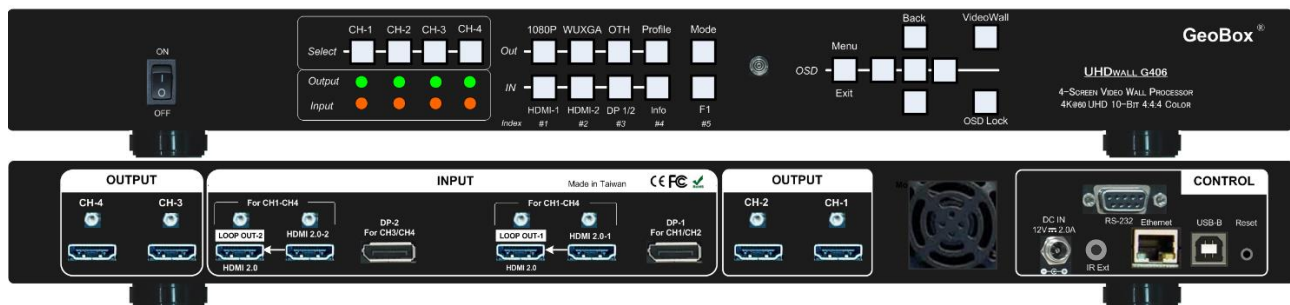 ON
OFF
CH-1 CH-2 CH-3 CH-4
Select
Output
Input
1080P WUXGA OTH Profile Mode
Out
IN
HDMI-1 HDMI-2 DP 1/2 Info F1
Index #1 #2 #3 #4 #5
Back VideoWall
Menu
OSD
Exit
OSD Lock
GeoBox ®
UHDWALL G406
4-SCREEN VIDEO WALL PROCESSOR
4K@60 UHD 10-BIT 4:4:4 COLOR
OUTPUT
CH-4 CH-3
INPUT
Made in Taiwan CE FC
For CH1-CH4
LOOP OUT-2 HDMI 2.0-2
HDMI 2.0
DP-2
For CH3/CH4
For CH1-CH4
LOOP OUT-1 HDMI 2.0-1
HDMI 2.0
DP-1
For CH1/CH2
OUTPUT
CH-2 CH-1
CONTROL
DC IN
12V 2.0A
RS-232 Ethernet USB-B Reset
IR Ext